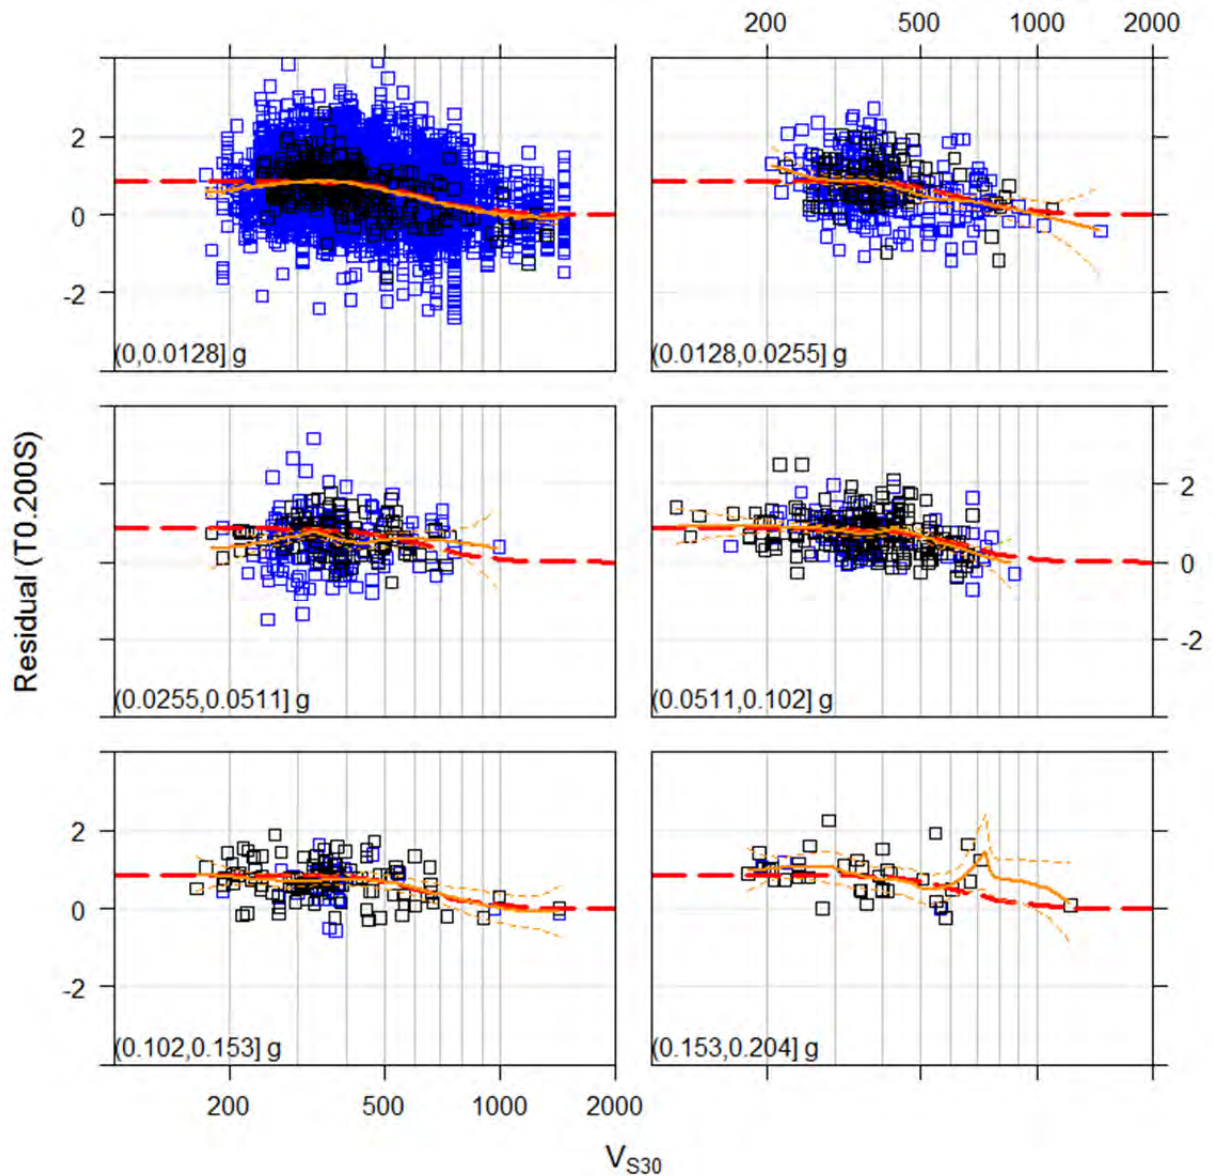 200 500 1000 2000
2
0
-2
(0,0.0128] g
(0.0128,0.0255] g
Residual (T0.200S)
2
0
-2
(0.0255,0.0511] g
(0.0511,0.102] g
2
0
-2
(0.102,0.153] g
(0.153,0.204] g
200 500 1000 2000
V_S30